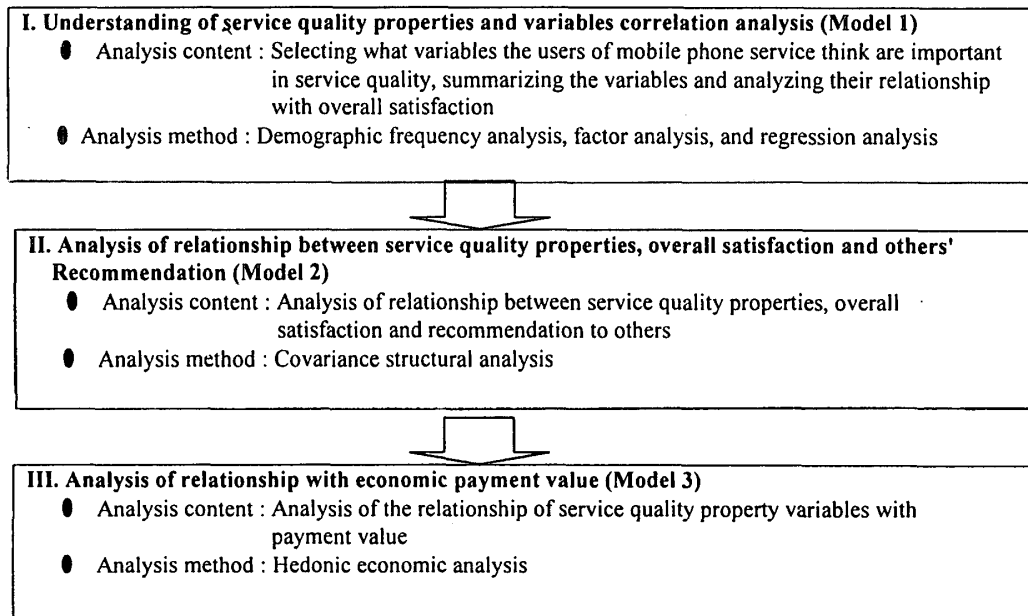 I. Understanding of service quality properties and variables correlation analysis (Model 1)
● Analysis content : Selecting what variables the users of mobile phone service think are important
in service quality, summarizing the variables and analyzing their relationship
with overall satisfaction
● Analysis method : Demographic frequency analysis, factor analysis, and regression analysis
II. Analysis of relationship between service quality properties, overall satisfaction and others'
Recommendation (Model 2)
● Analysis content : Analysis of relationship between service quality properties, overall
satisfaction and recommendation to others
● Analysis method : Covariance structural analysis
III. Analysis of relationship with economic payment value (Model 3)
● Analysis content : Analysis of the relationship of service quality property variables with
payment value
● Analysis method : Hedonic economic analysis